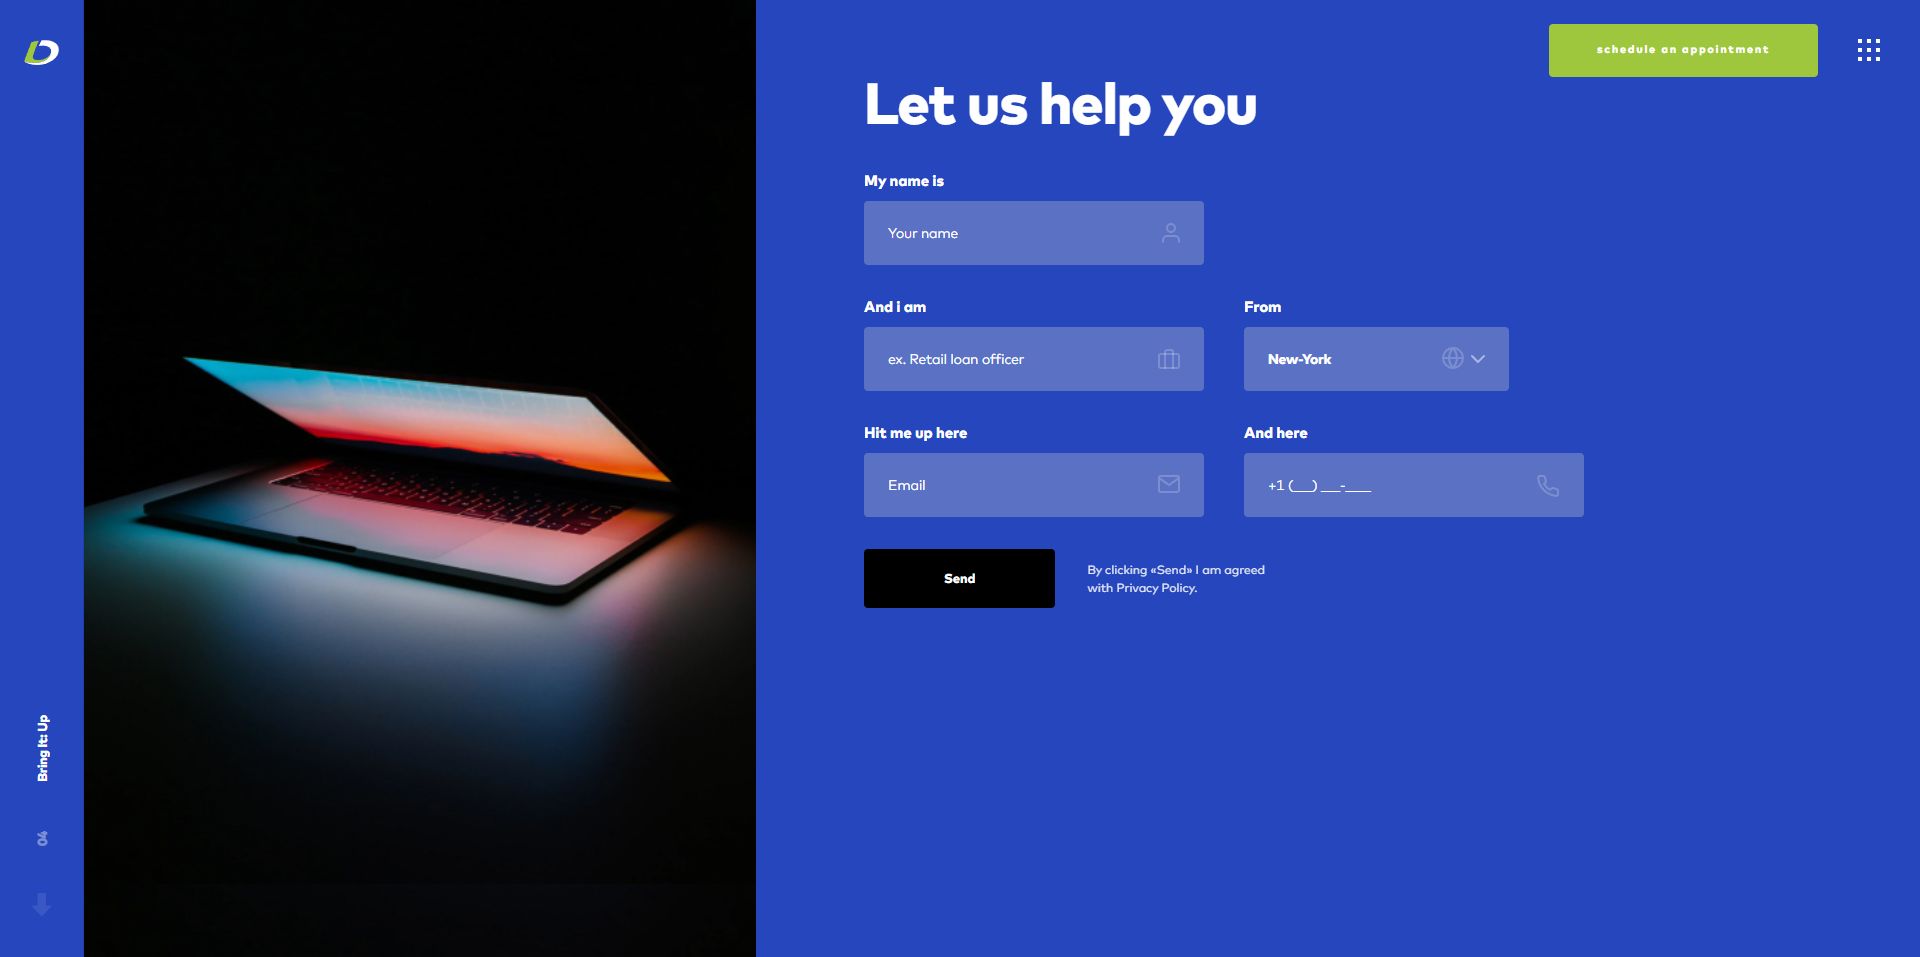 schedule an appointment
Let us help you
My name is
Your name
And i am
From
ex. Retail loan officer
New-York
Hit me up here
And here
Email
+1 (___) ___-____
Send
By clicking «Send» I am agreed
with Privacy Policy.
Bring It: Up
04